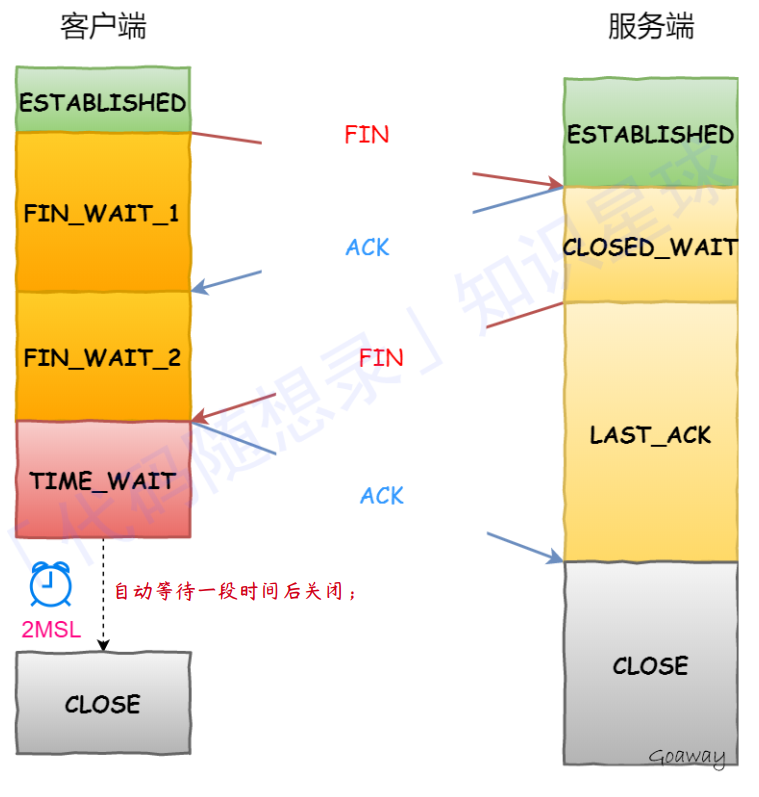 客户端
服务端
ESTABLISHED
ESTABLISHED
FIN
FIN_WAIT_1
ACK
CLOSED_WAIT
FIN_WAIT_2
FIN
LAST_ACK
TIME_WAIT
ACK
自动等待一段时间后关闭；
2MSL
CLOSE
CLOSE
Goaway
「代码随想录」知识星球